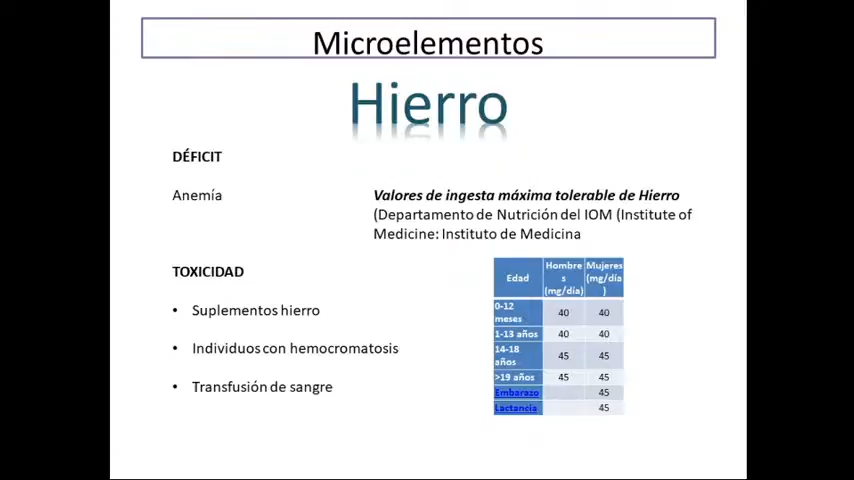 Microelementos
Hierro
DÉFICIT
Anemía
Valores de ingesta máxima tolerable de Hierro
(Departamento de Nutrición del IOM (Institute of
Medicine: Instituto de Medicina
TOXICIDAD
• Suplementos hierro
• Individuos con hemocromatosis
• Transfusión de sangre
Edad Hombre Mujeres
s (mg/día
(mg/día) )
0-12
meses 40 40
1-13 años 40 40
14-18
años 45 45
>19 años 45 45
Embarazo 45
Lactancia 45